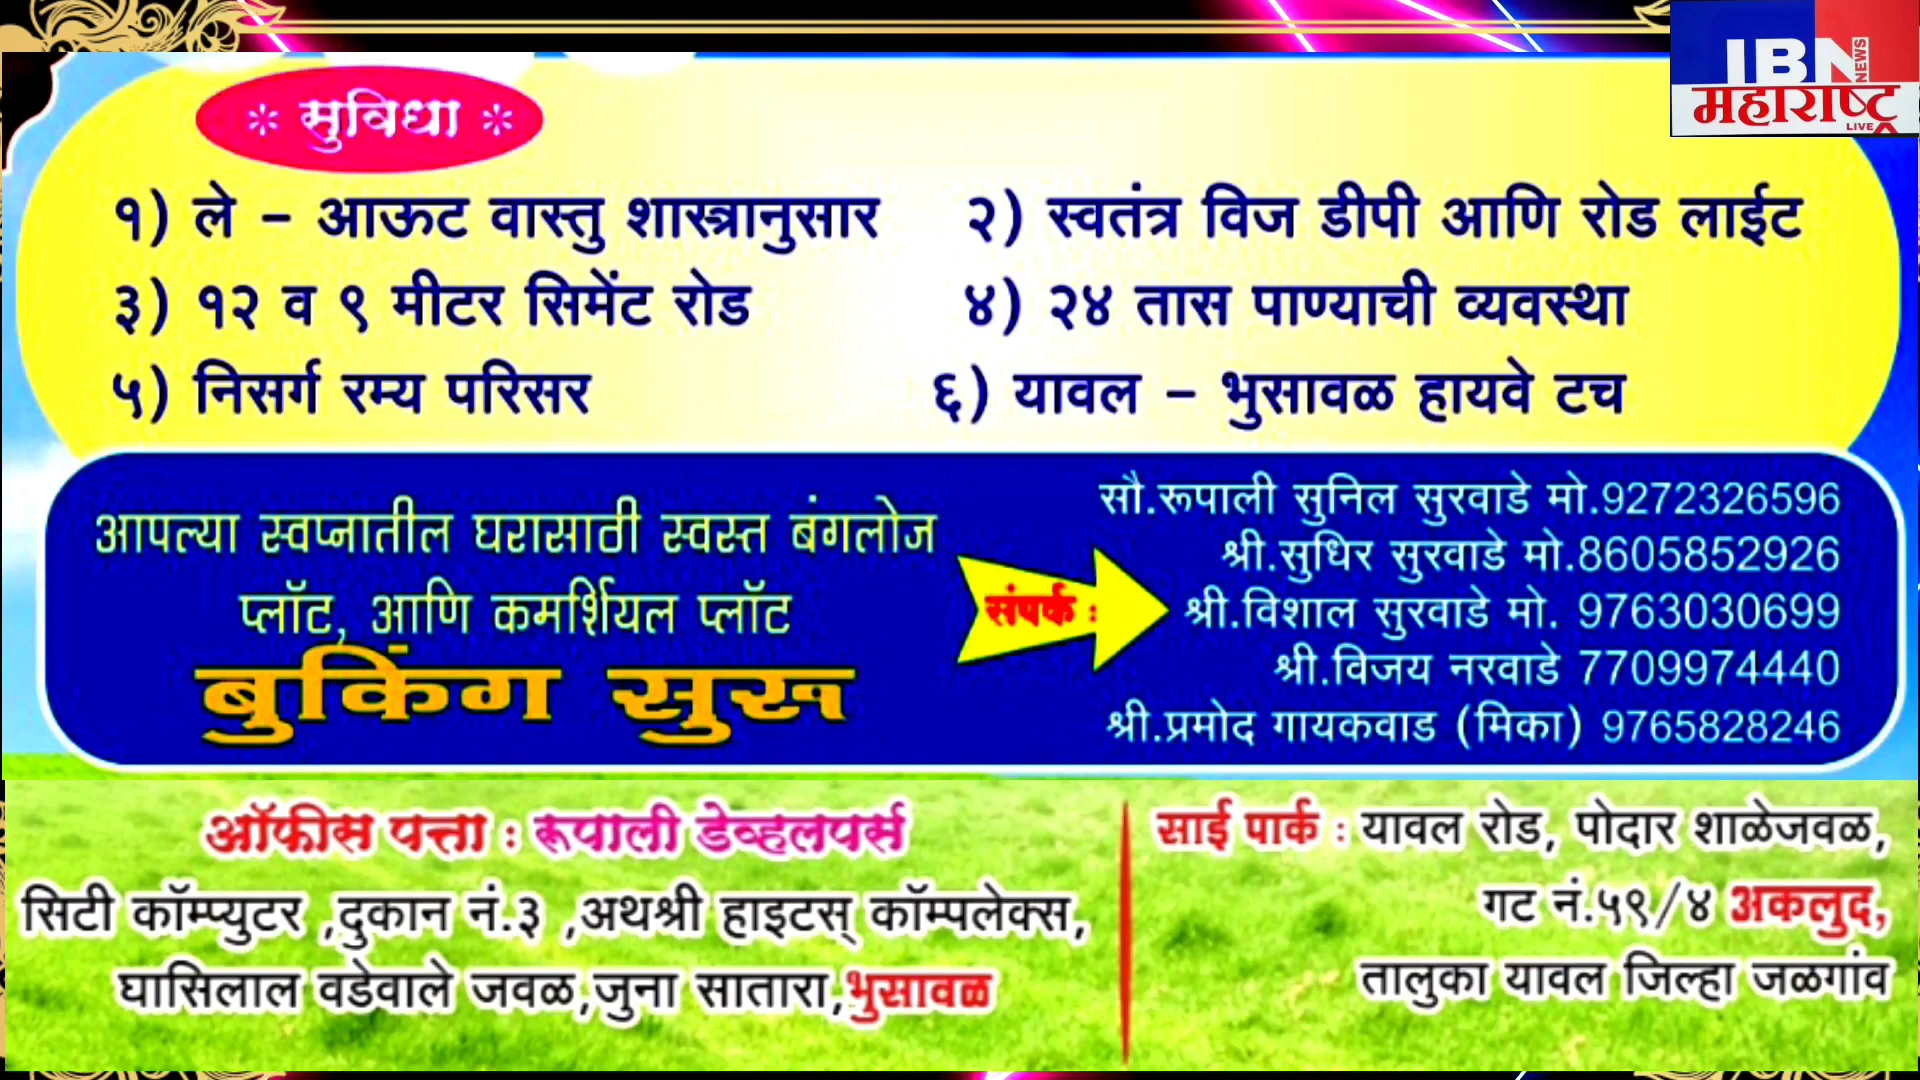 IBN NEWS
महाराष्ट्र
LIVE
* सुविधा *
१) ले – आऊट वास्तु शास्त्रानुसार २) स्वतंत्र विज डीपी आणि रोड लाईट
३) १२ व ९ मीटर सिमेंट रोड ४) २४ तास पाण्याची व्यवस्था
५) निसर्ग रम्य परिसर ६) यावल – भुसावळ हायवे टच
आपल्या स्वप्नातील घरासाठी स्वस्त बंगलोज
प्लॉट, आणि कमर्शियल प्लॉट
बुकिंग सुरु
संपर्क :
सौ.रूपाली सुनिल सुरवाडे मो.9272326596
श्री.सुधिर सुरवाडे मो.8605852926
श्री.विशाल सुरवाडे मो. 9763030699
श्री.विजय नरवाडे 7709974440
श्री.प्रमोद गायकवाड (मिका) 9765828246
ऑफीस पत्ता : रूपाली डेव्हलपर्स
सिटी कॉम्प्युटर ,दुकान नं.३ ,अथश्री हाइटस् कॉम्पलेक्स,
घासिलाल वडेवाले जवळ,जुना सातारा,भुसावळ
साई पार्क : यावल रोड, पोदार शाळेजवळ,
गट नं.५९/४ अकलुद,
तालुका यावल जिल्हा जळगांव